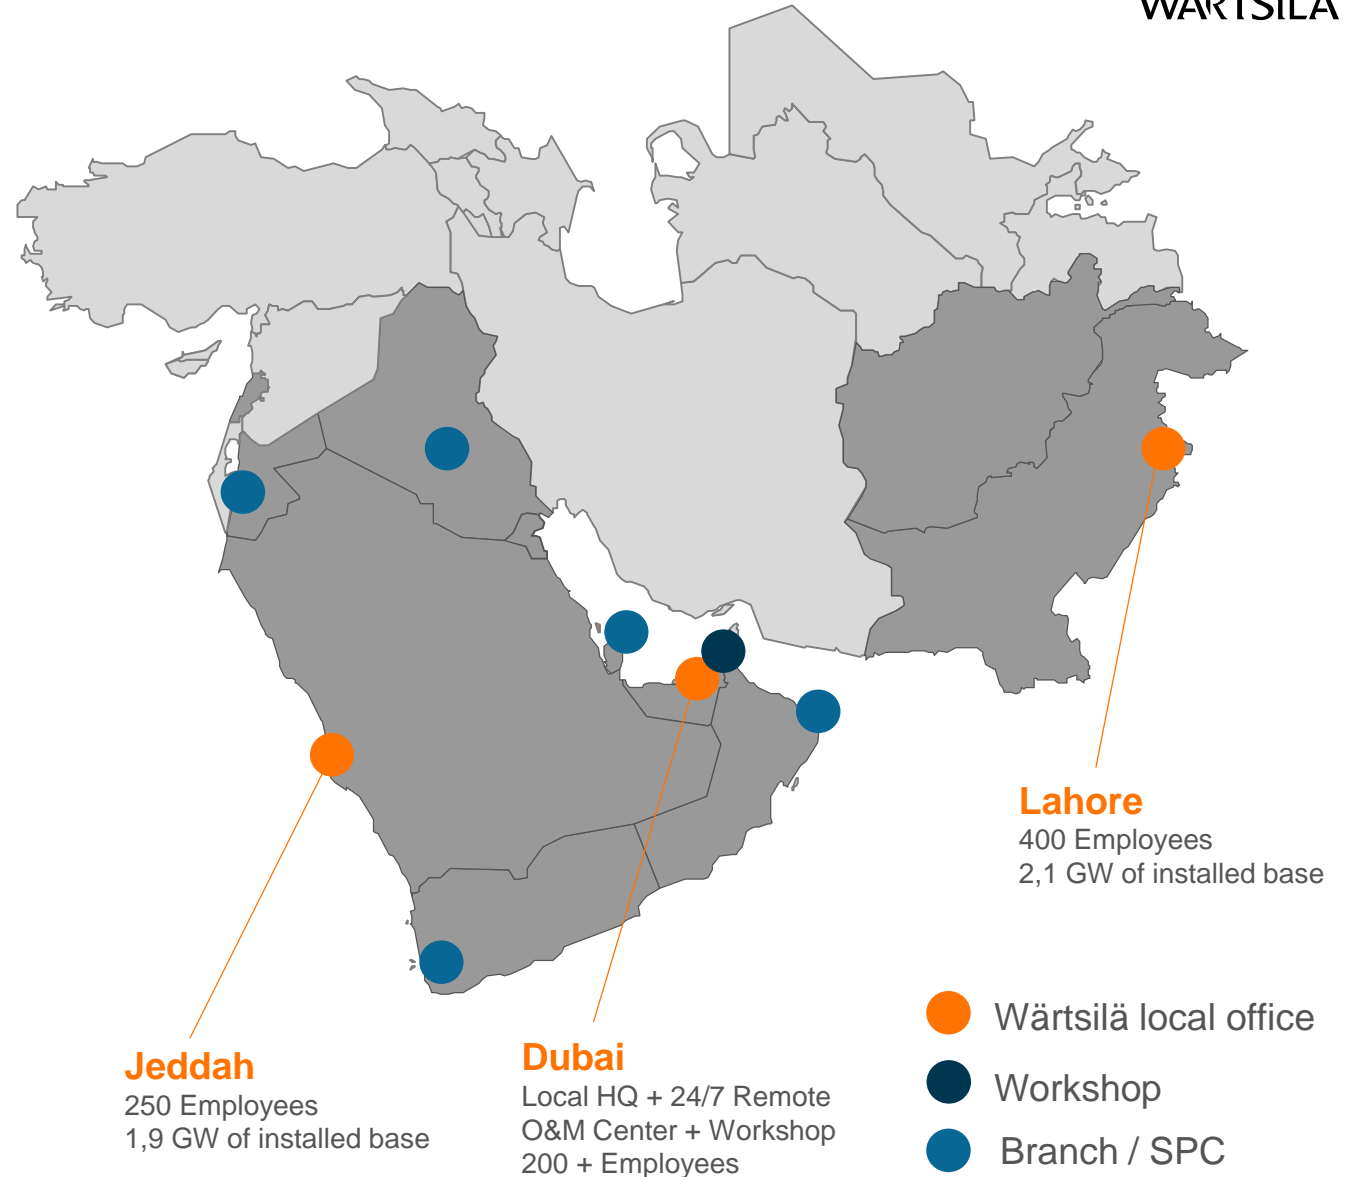 WÄRTSILÄ
Lahore
400 Employees
2,1 GW of installed base
Wärtsilä local office
Workshop
Branch / SPC
Jeddah
250 Employees
1,9 GW of installed base
Dubai
Local HQ + 24/7 Remote
O&M Center + Workshop
200 + Employees